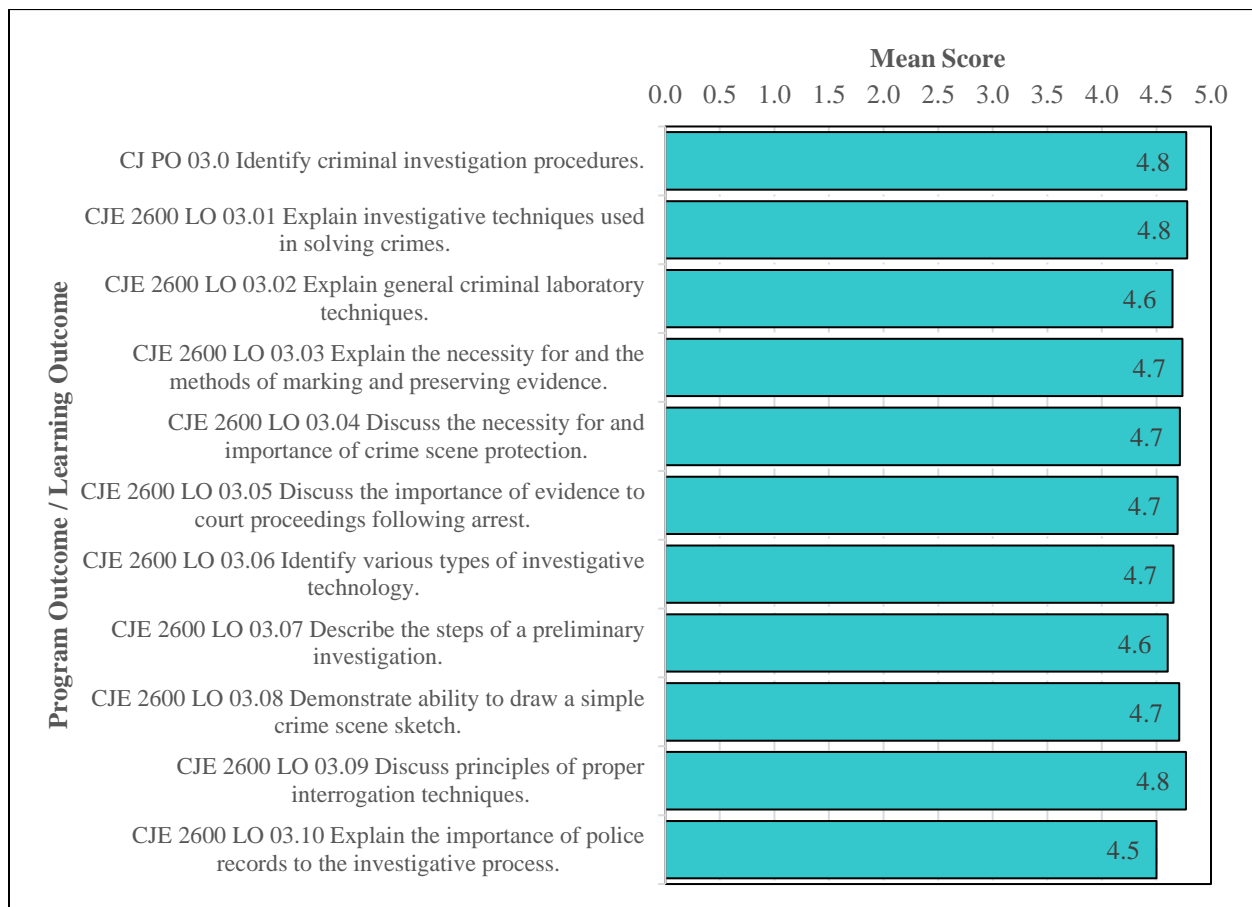 Mean Score
0.0 0.5 1.0 1.5 2.0 2.5 3.0 3.5 4.0 4.5 5.0
Program Outcome / Learning Outcome
CJ PO 03.0 Identify criminal investigation procedures.
4.8
CJE 2600 LO 03.01 Explain investigative techniques used
in solving crimes.
4.8
CJE 2600 LO 03.02 Explain general criminal laboratory
techniques.
4.6
CJE 2600 LO 03.03 Explain the necessity for and the
methods of marking and preserving evidence.
4.7
CJE 2600 LO 03.04 Discuss the necessity for and
importance of crime scene protection.
4.7
CJE 2600 LO 03.05 Discuss the importance of evidence to
court proceedings following arrest.
4.7
CJE 2600 LO 03.06 Identify various types of investigative
technology.
4.7
CJE 2600 LO 03.07 Describe the steps of a preliminary
investigation.
4.6
CJE 2600 LO 03.08 Demonstrate ability to draw a simple
crime scene sketch.
4.7
CJE 2600 LO 03.09 Discuss principles of proper
interrogation techniques.
4.8
CJE 2600 LO 03.10 Explain the importance of police
records to the investigative process.
4.5